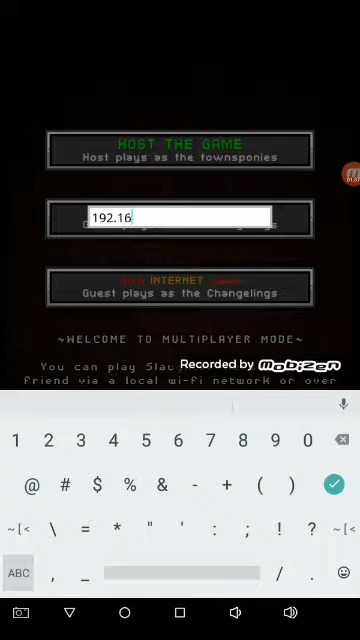 HOST THE GAME
Host plays as the townsponies
192.16
INTERNET
Guest plays as the Changelings
~WELCOME TO MULTIPLAYER MODE~
You can play Slaug
Recorded by Mobizen
friend via a local wi-fi network or over
1 2 3 4 5 6 7 8 9 0
@ # $ % & - + ( )
~[< \ = * " ' : ; ! ? ~[<
ABC , _ / .